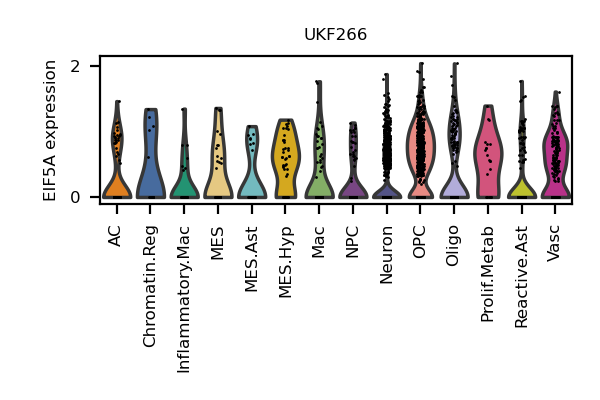 UKF266
EIF5A expression
2
0
AC
Chromatin.Reg
Inflammatory.Mac
MES
MES.Ast
MES.Hyp
Mac
NPC
Neuron
OPC
Oligo
Prolif.Metab
Reactive.Ast
Vasc